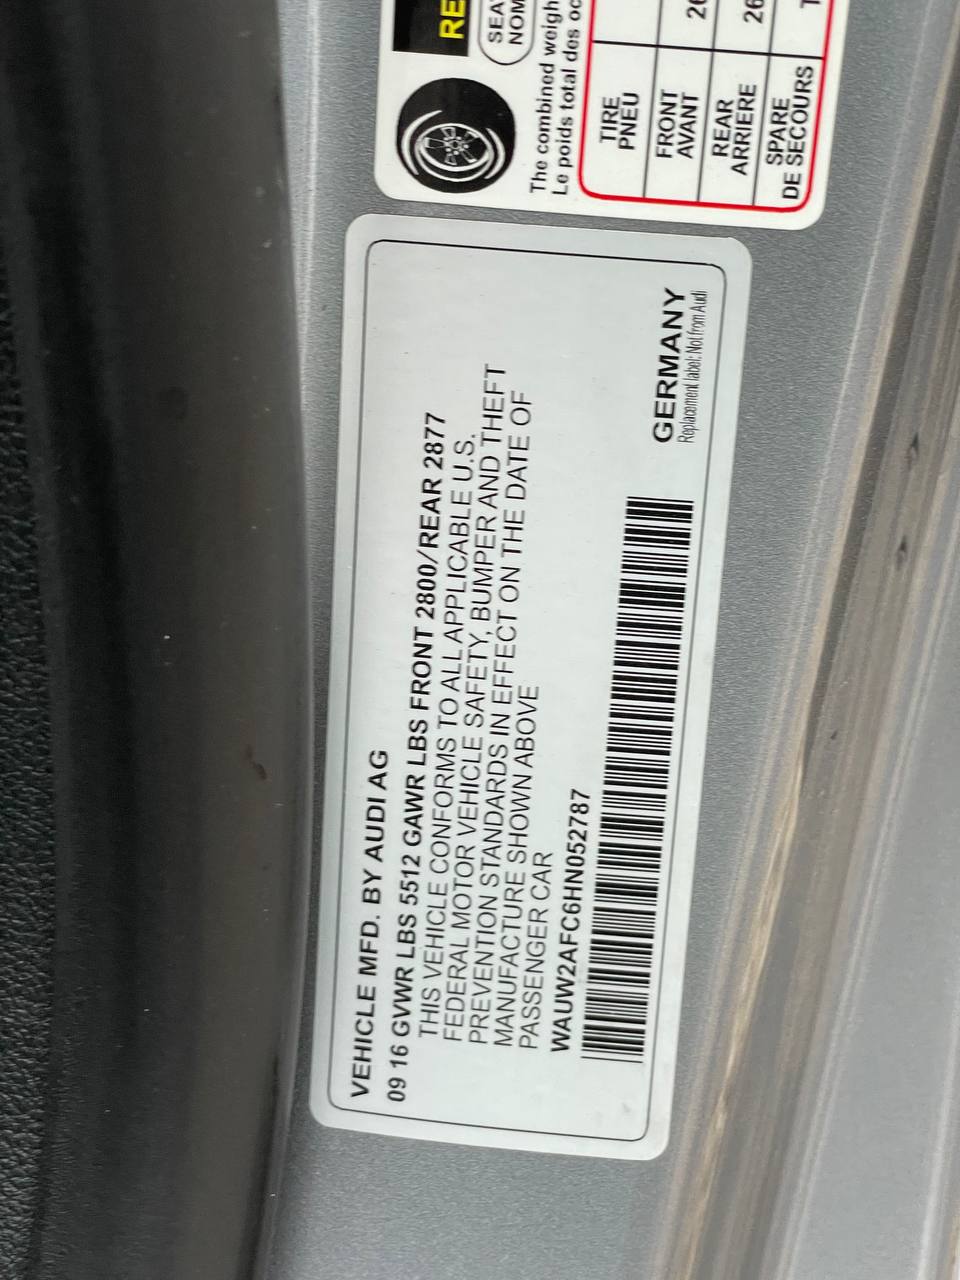 VEHICLE MFD. BY AUDI AG
09 16 GVWR LBS 5512 GAWR LBS FRONT 2800/REAR 2877
THIS VEHICLE CONFORMS TO ALL APPLICABLE U.S.
FEDERAL MOTOR VEHICLE SAFETY, BUMPER AND THEFT
PREVENTION STANDARDS IN EFFECT ON THE DATE OF
MANUFACTURE SHOWN ABOVE
PASSENGER CAR
WAUW2AFC6HN052787
GERMANY
Replacement label: Not from Audi
The combined
Le poids total des
TIRE
PNEU
FRONT
AVANT
REAR
ARRIERE
SPARE
DE SECOURS